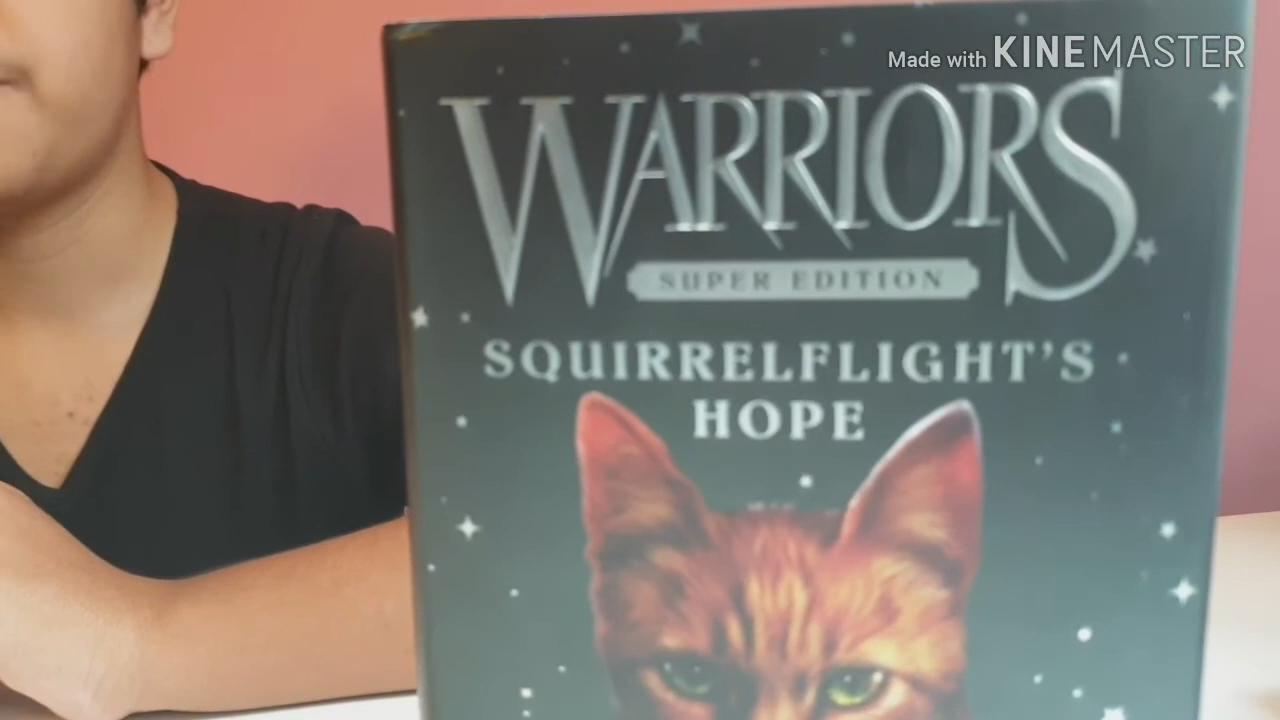 Made with KINEMASTER
WARRIORS
SUPER EDITION
SQUIRRELFLIGHT'S
HOPE